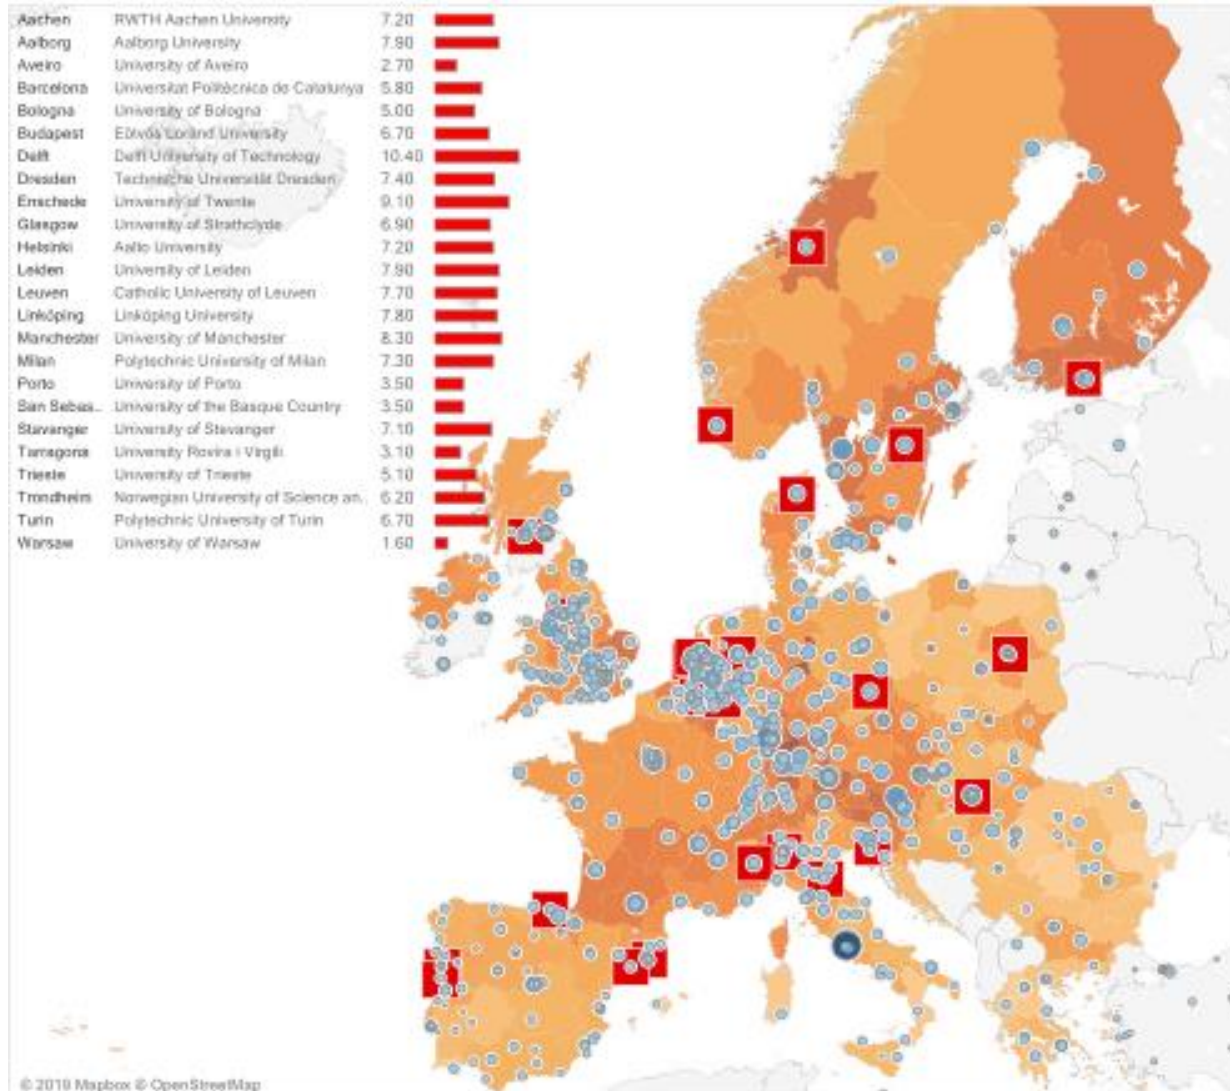 Aachen RWTH Aachen University 7.20
Aalborg Aalborg University 7.90
Aveiro University of Aveiro 2.70
Barcelona Universitat Politècnica de Catalunya 5.80
Bologna University of Bologna 5.00
Budapest Eötvös Loránd University 6.70
Delft Delft University of Technology 10.40
Dresden Technische Universität Dresden 7.40
Enschede University of Twente 9.10
Glasgow University of Strathclyde 6.90
Helsinki Aalto University 7.20
Leiden University of Leiden 7.90
Leuven Catholic University of Leuven 7.70
Linköping Linköping University 7.80
Manchester University of Manchester 8.30
Milan Polytechnic University of Milan 7.30
Porto University of Porto 3.50
San Sebas.. University of the Basque Country 3.50
Stavanger University of Stavanger 7.10
Tarragona University Rovira i Virgili 3.10
Trieste University of Trieste 5.10
Trondheim Norwegian University of Science an.. 6.20
Turin Polytechnic University of Turin 6.70
Warsaw University of Warsaw 1.60
© 2019 Mapbox © OpenStreetMap